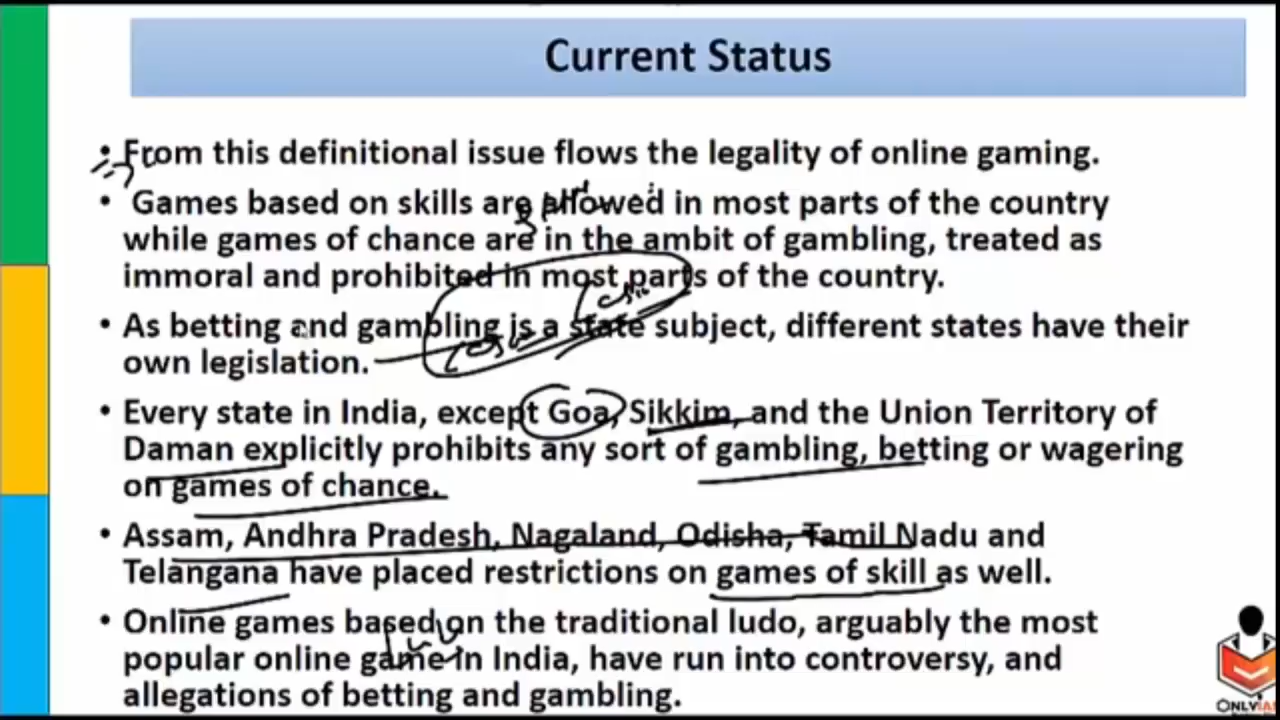 Current Status
• From this definitional issue flows the legality of online gaming.
• Games based on skills are allowed in most parts of the country
while games of chance are in the ambit of gambling, treated as
immoral and prohibited in most parts of the country.
• As betting and gambling is a state subject, different states have their
own legislation.
• Every state in India, except Goa, Sikkim, and the Union Territory of
Daman explicitly prohibits any sort of gambling, betting or wagering
on games of chance.
• Assam, Andhra Pradesh, Nagaland, Odisha, Tamil Nadu and
Telangana have placed restrictions on games of skill as well.
• Online games based on the traditional ludo, arguably the most
popular online game in India, have run into controversy, and
allegations of betting and gambling.